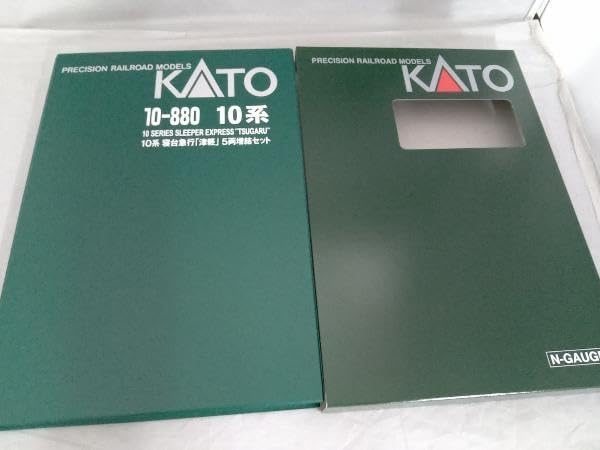 PRECISION RAILROAD MODELS
KATO
10-880 10系
10 SERIES SLEEPER EXPRESS "TSUGARU"
10系 寝台急行「津軽」 5両増結セット
PRECISION RAILROAD MODELS
KATO
N-GAUGE